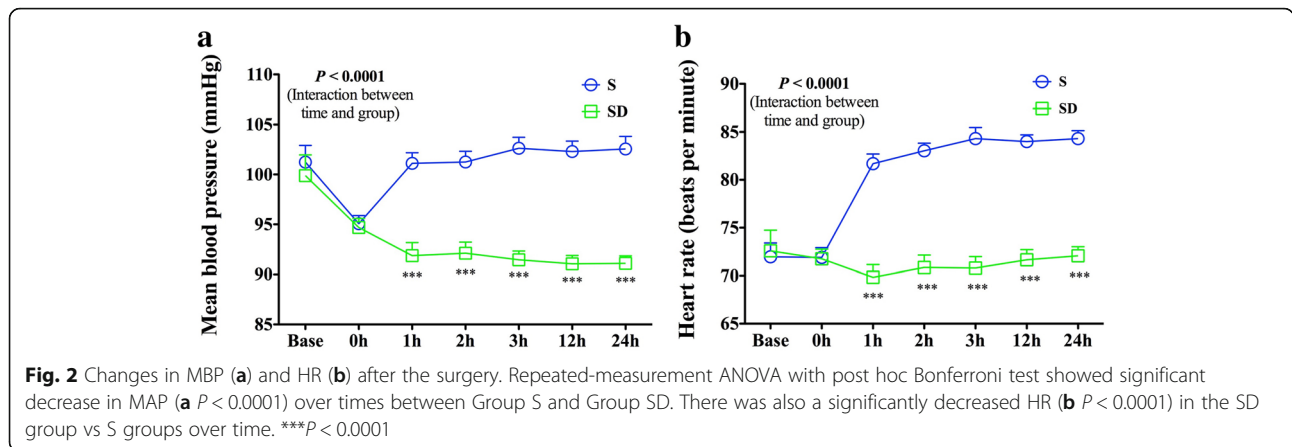 a
Mean blood pressure (mmHg)
110
105
100
95
90
85
P < 0.0001
(Interaction between
time and group)
S
SD
***
***
***
***
***
Base 0h 1h 2h 3h 12h 24h
b
Heart rate (beats per minute)
90
85
80
75
70
65
P < 0.0001
(Interaction between
time and group)
S
SD
***
***
***
***
***
Base 0h 1h 2h 3h 12h 24h
Fig. 2 Changes in MBP (a) and HR (b) after the surgery. Repeated-measurement ANOVA with post hoc Bonferroni test showed significant
decrease in MAP (a P < 0.0001) over times between Group S and Group SD. There was also a significantly decreased HR (b P < 0.0001) in the SD
group vs S groups over time. ***P < 0.0001